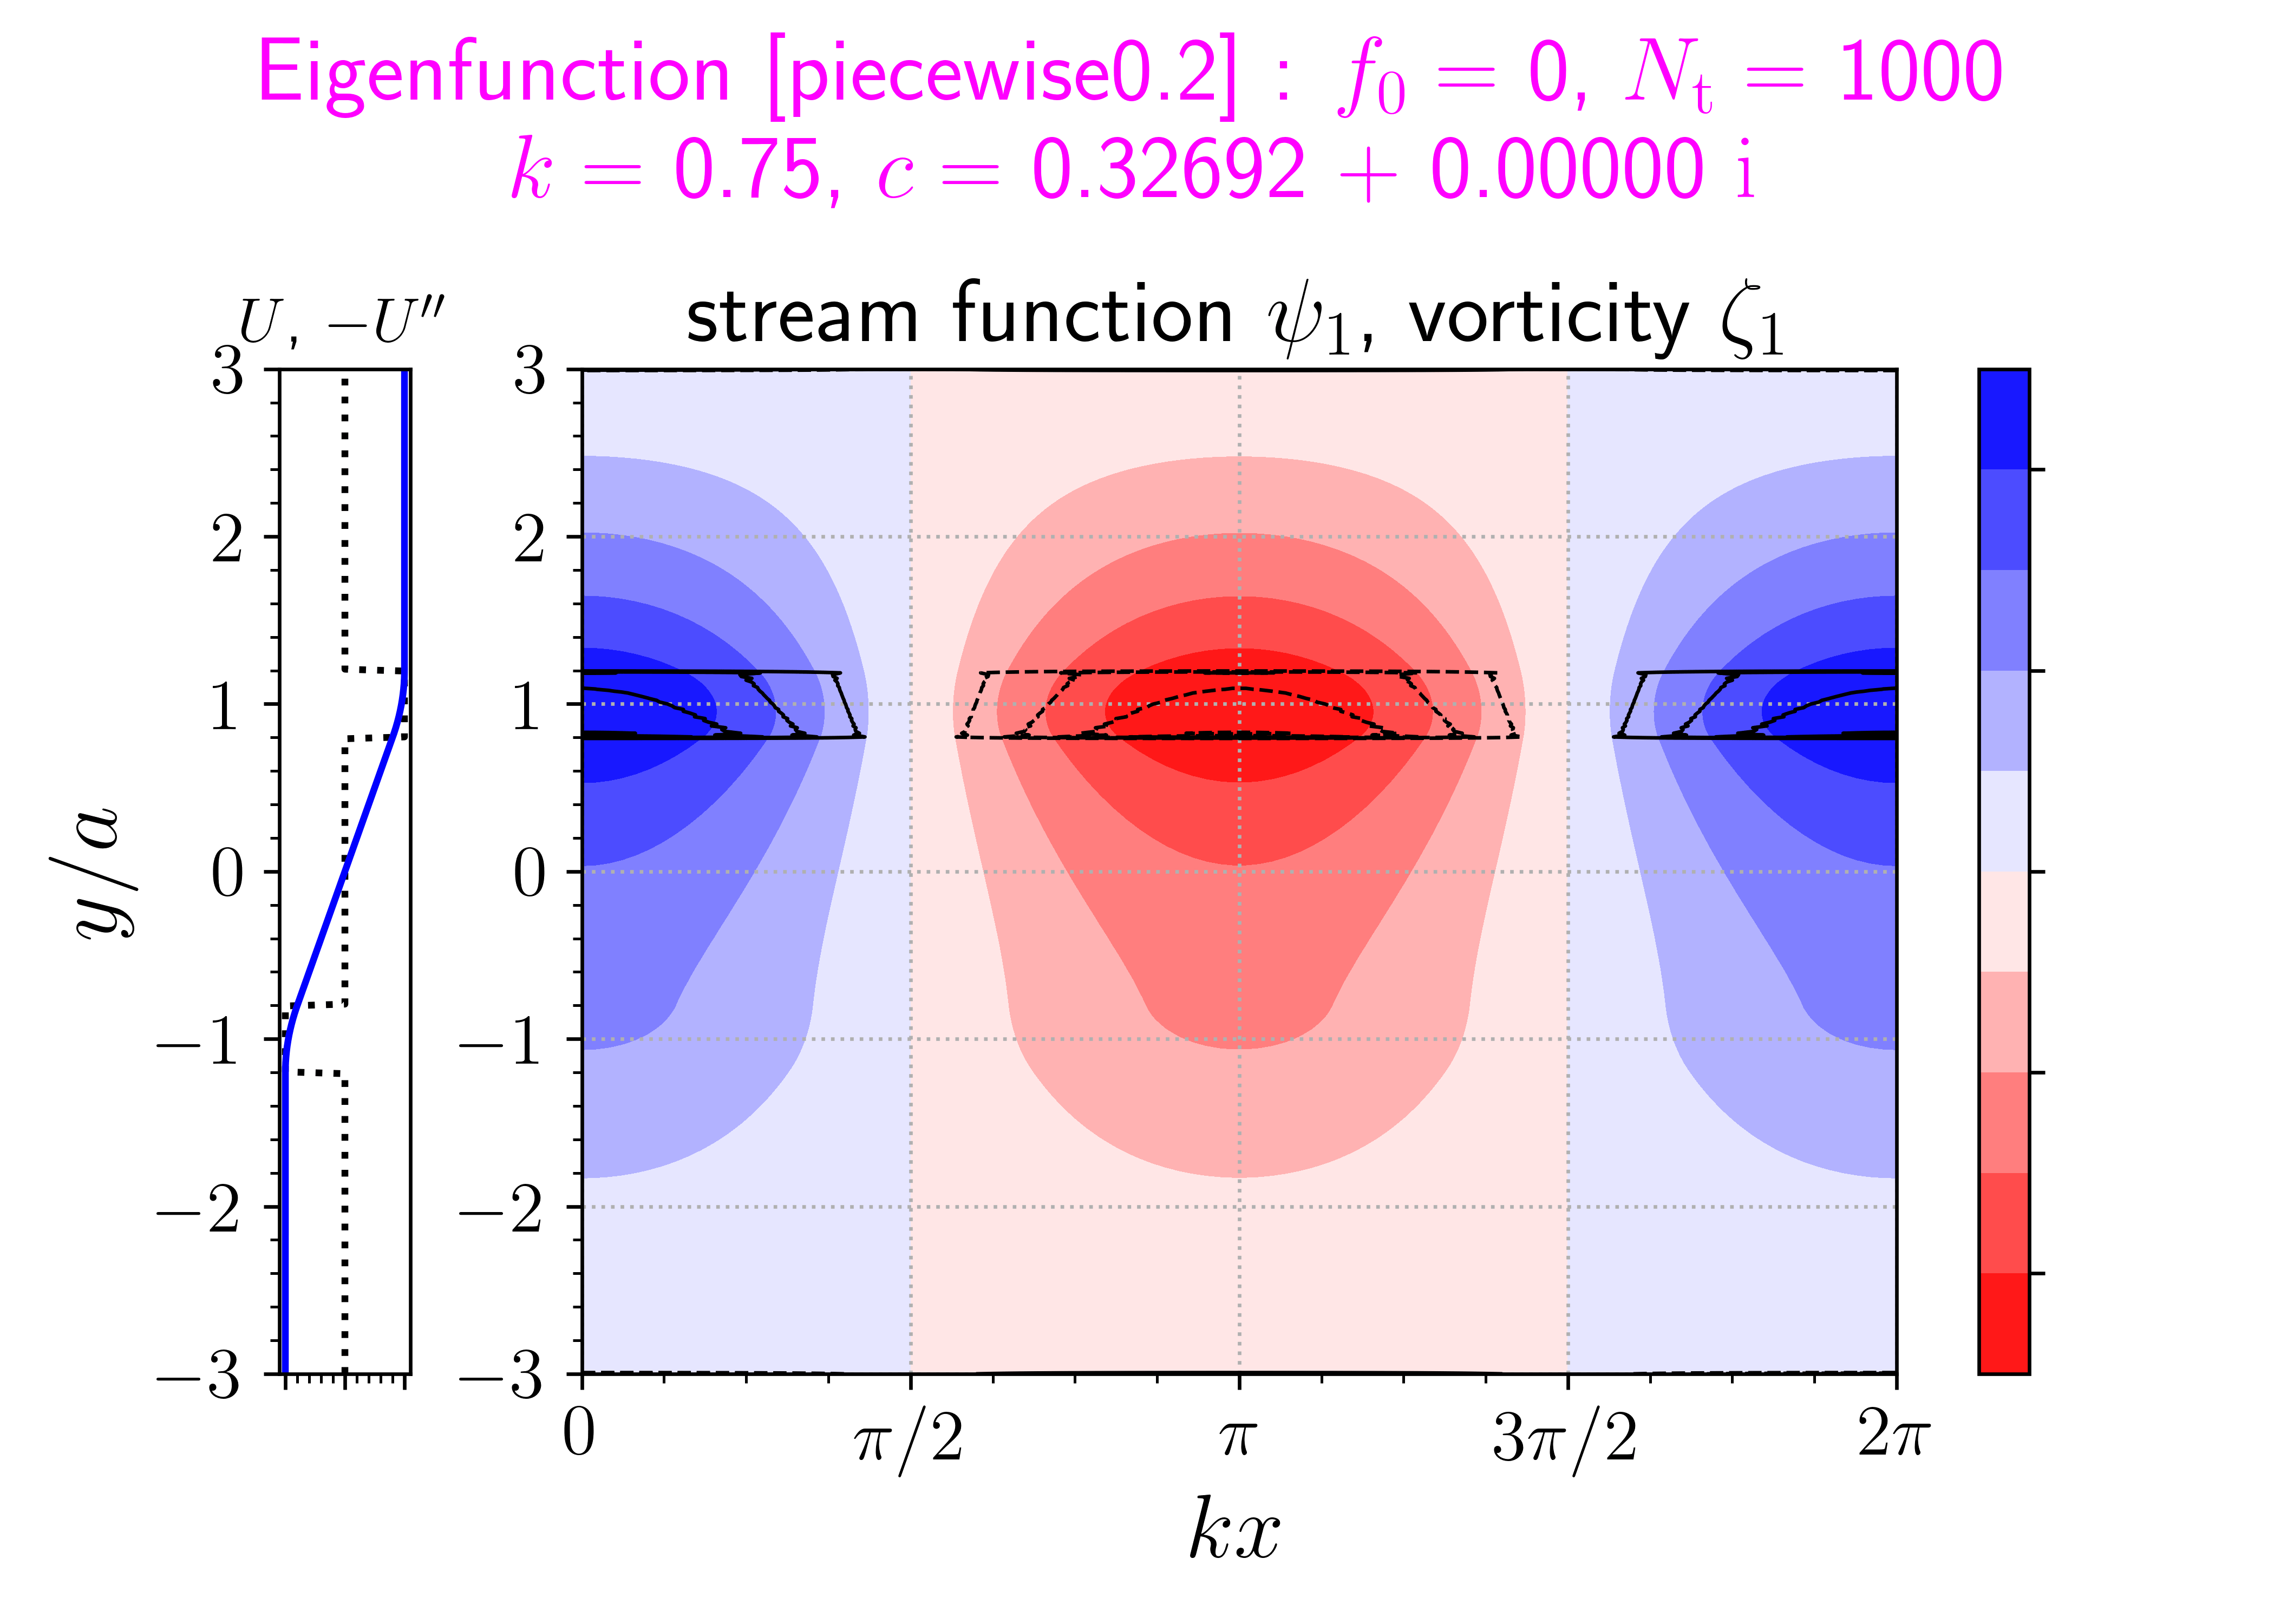 Eigenfunction [piecewise0.2] : f₀ = 0, Nₜ = 1000
k = 0.75, c = 0.32692 + 0.00000 i
U, −U″
stream function ψ₁, vorticity ζ₁
y/a
3
2
1
0
−1
−2
−3
3
2
1
0
−1
−2
−3
0 π/2 π 3π/2 2π
kx